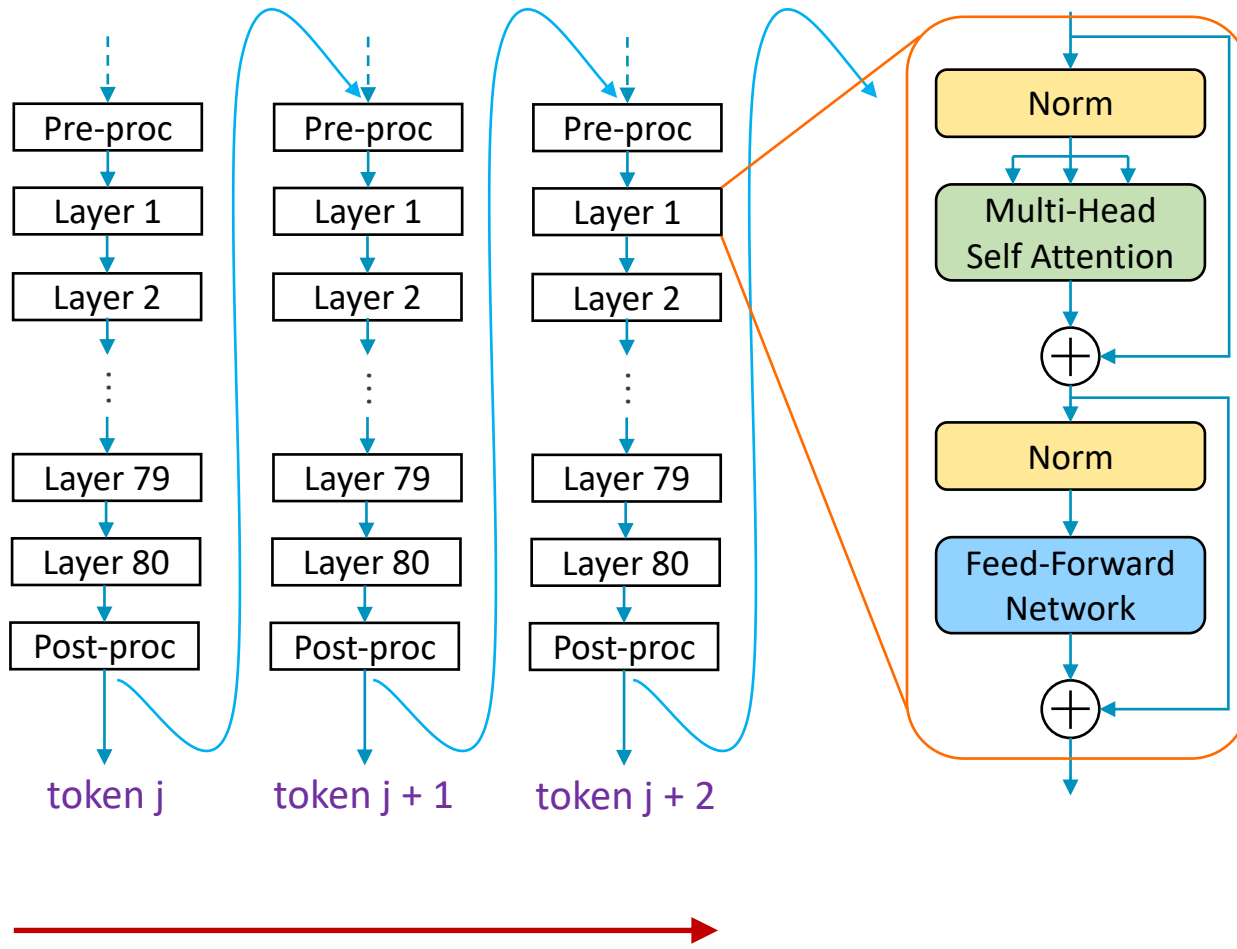 Pre-proc
Layer 1
Layer 2
⋮
Layer 79
Layer 80
Post-proc
token j
Pre-proc
Layer 1
Layer 2
⋮
Layer 79
Layer 80
Post-proc
token j + 1
Pre-proc
Layer 1
Layer 2
⋮
Layer 79
Layer 80
Post-proc
token j + 2
Norm
Multi-Head
Self Attention
Norm
Feed-Forward
Network